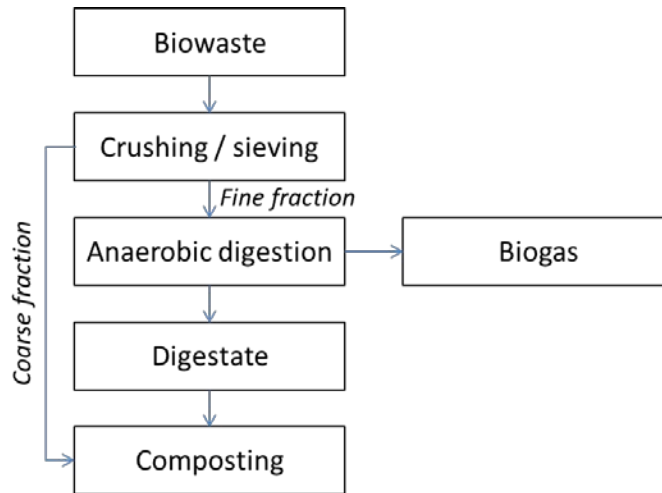 Biowaste
Crushing / sieving
Fine fraction
Coarse fraction
Anaerobic digestion
Biogas
Digestate
Composting